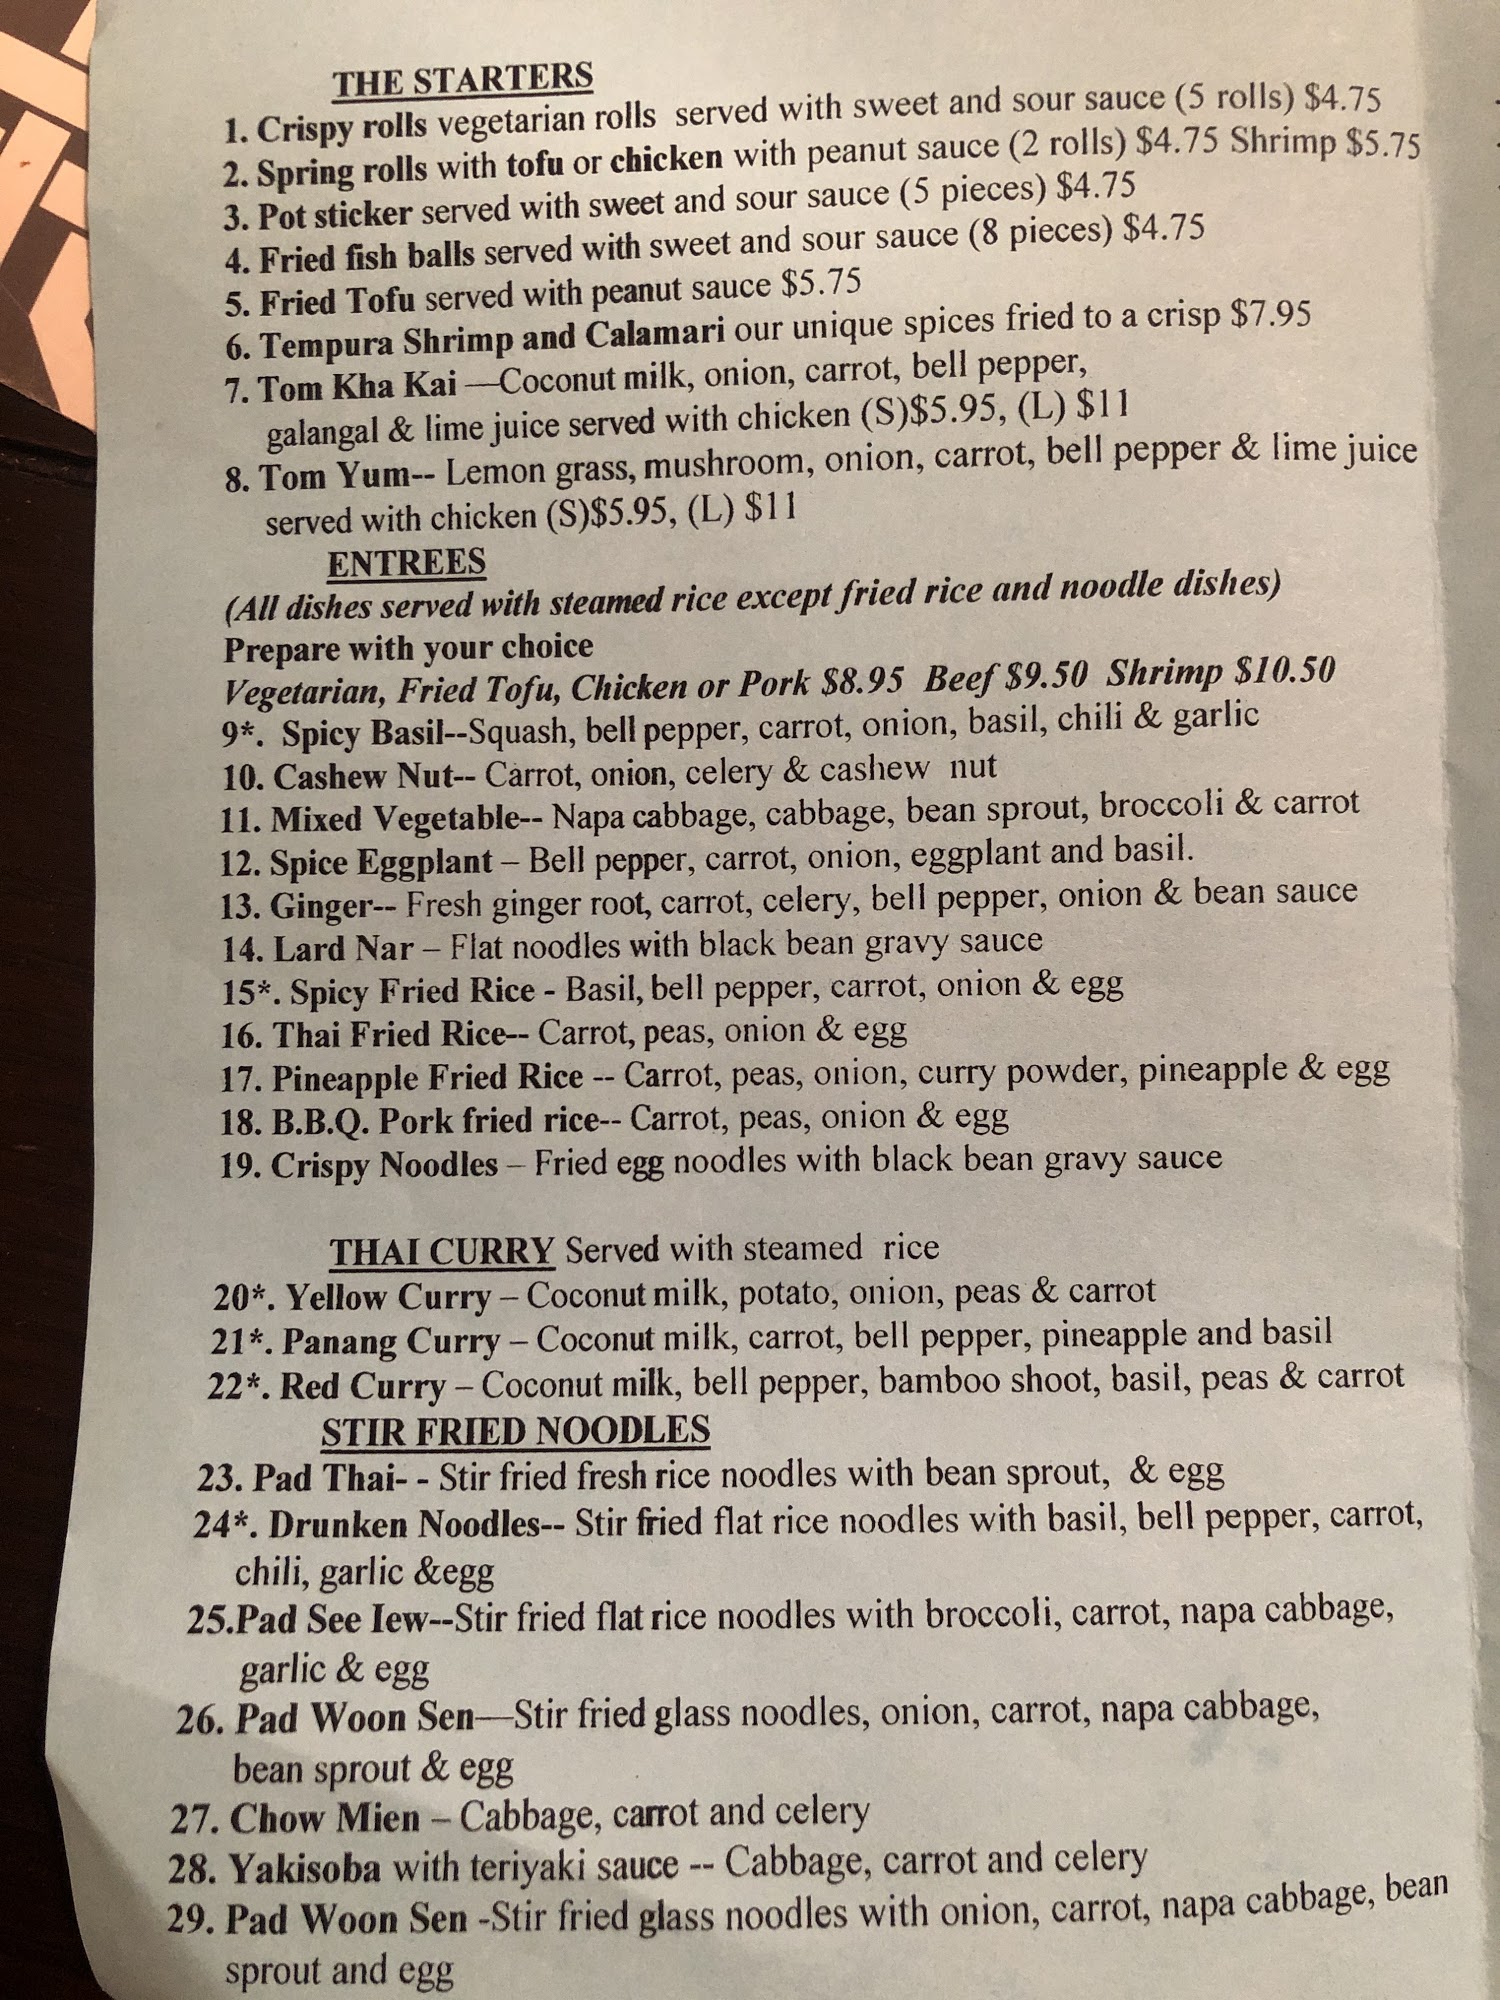 THE STARTERS
1. Crispy rolls vegetarian rolls served with sweet and sour sauce (5 rolls) $4.75
2. Spring rolls with tofu or chicken with peanut sauce (2 rolls) $4.75 Shrimp $5.75
3. Pot sticker served with sweet and sour sauce (5 pieces) $4.75
4. Fried fish balls served with sweet and sour sauce (8 pieces) $4.75
5. Fried Tofu served with peanut sauce $5.75
6. Tempura Shrimp and Calamari our unique spices fried to a crisp $7.95
7. Tom Kha Kai —Coconut milk, onion, carrot, bell pepper,
galangal & lime juice served with chicken (S)$5.95, (L) $11
8. Tom Yum-- Lemon grass, mushroom, onion, carrot, bell pepper & lime juice
served with chicken (S)$5.95, (L) $11
ENTREES
(All dishes served with steamed rice except fried rice and noodle dishes)
Prepare with your choice
Vegetarian, Fried Tofu, Chicken or Pork $8.95 Beef $9.50 Shrimp $10.50
9*. Spicy Basil--Squash, bell pepper, carrot, onion, basil, chili & garlic
10. Cashew Nut-- Carrot, onion, celery & cashew nut
11. Mixed Vegetable-- Napa cabbage, cabbage, bean sprout, broccoli & carrot
12. Spice Eggplant – Bell pepper, carrot, onion, eggplant and basil.
13. Ginger-- Fresh ginger root, carrot, celery, bell pepper, onion & bean sauce
14. Lard Nar – Flat noodles with black bean gravy sauce
15*. Spicy Fried Rice - Basil, bell pepper, carrot, onion & egg
16. Thai Fried Rice-- Carrot, peas, onion & egg
17. Pineapple Fried Rice -- Carrot, peas, onion, curry powder, pineapple & egg
18. B.B.Q. Pork fried rice-- Carrot, peas, onion & egg
19. Crispy Noodles – Fried egg noodles with black bean gravy sauce
THAI CURRY Served with steamed rice
20*. Yellow Curry – Coconut milk, potato, onion, peas & carrot
21*. Panang Curry – Coconut milk, carrot, bell pepper, pineapple and basil
22*. Red Curry – Coconut milk, bell pepper, bamboo shoot, basil, peas & carrot
STIR FRIED NOODLES
23. Pad Thai- - Stir fried fresh rice noodles with bean sprout, & egg
24*. Drunken Noodles-- Stir fried flat rice noodles with basil, bell pepper, carrot,
chili, garlic &egg
25.Pad See Iew--Stir fried flat rice noodles with broccoli, carrot, napa cabbage,
garlic & egg
26. Pad Woon Sen—Stir fried glass noodles, onion, carrot, napa cabbage,
bean sprout & egg
27. Chow Mien – Cabbage, carrot and celery
28. Yakisoba with teriyaki sauce -- Cabbage, carrot and celery
29. Pad Woon Sen -Stir fried glass noodles with onion, carrot, napa cabbage, bean
sprout and egg